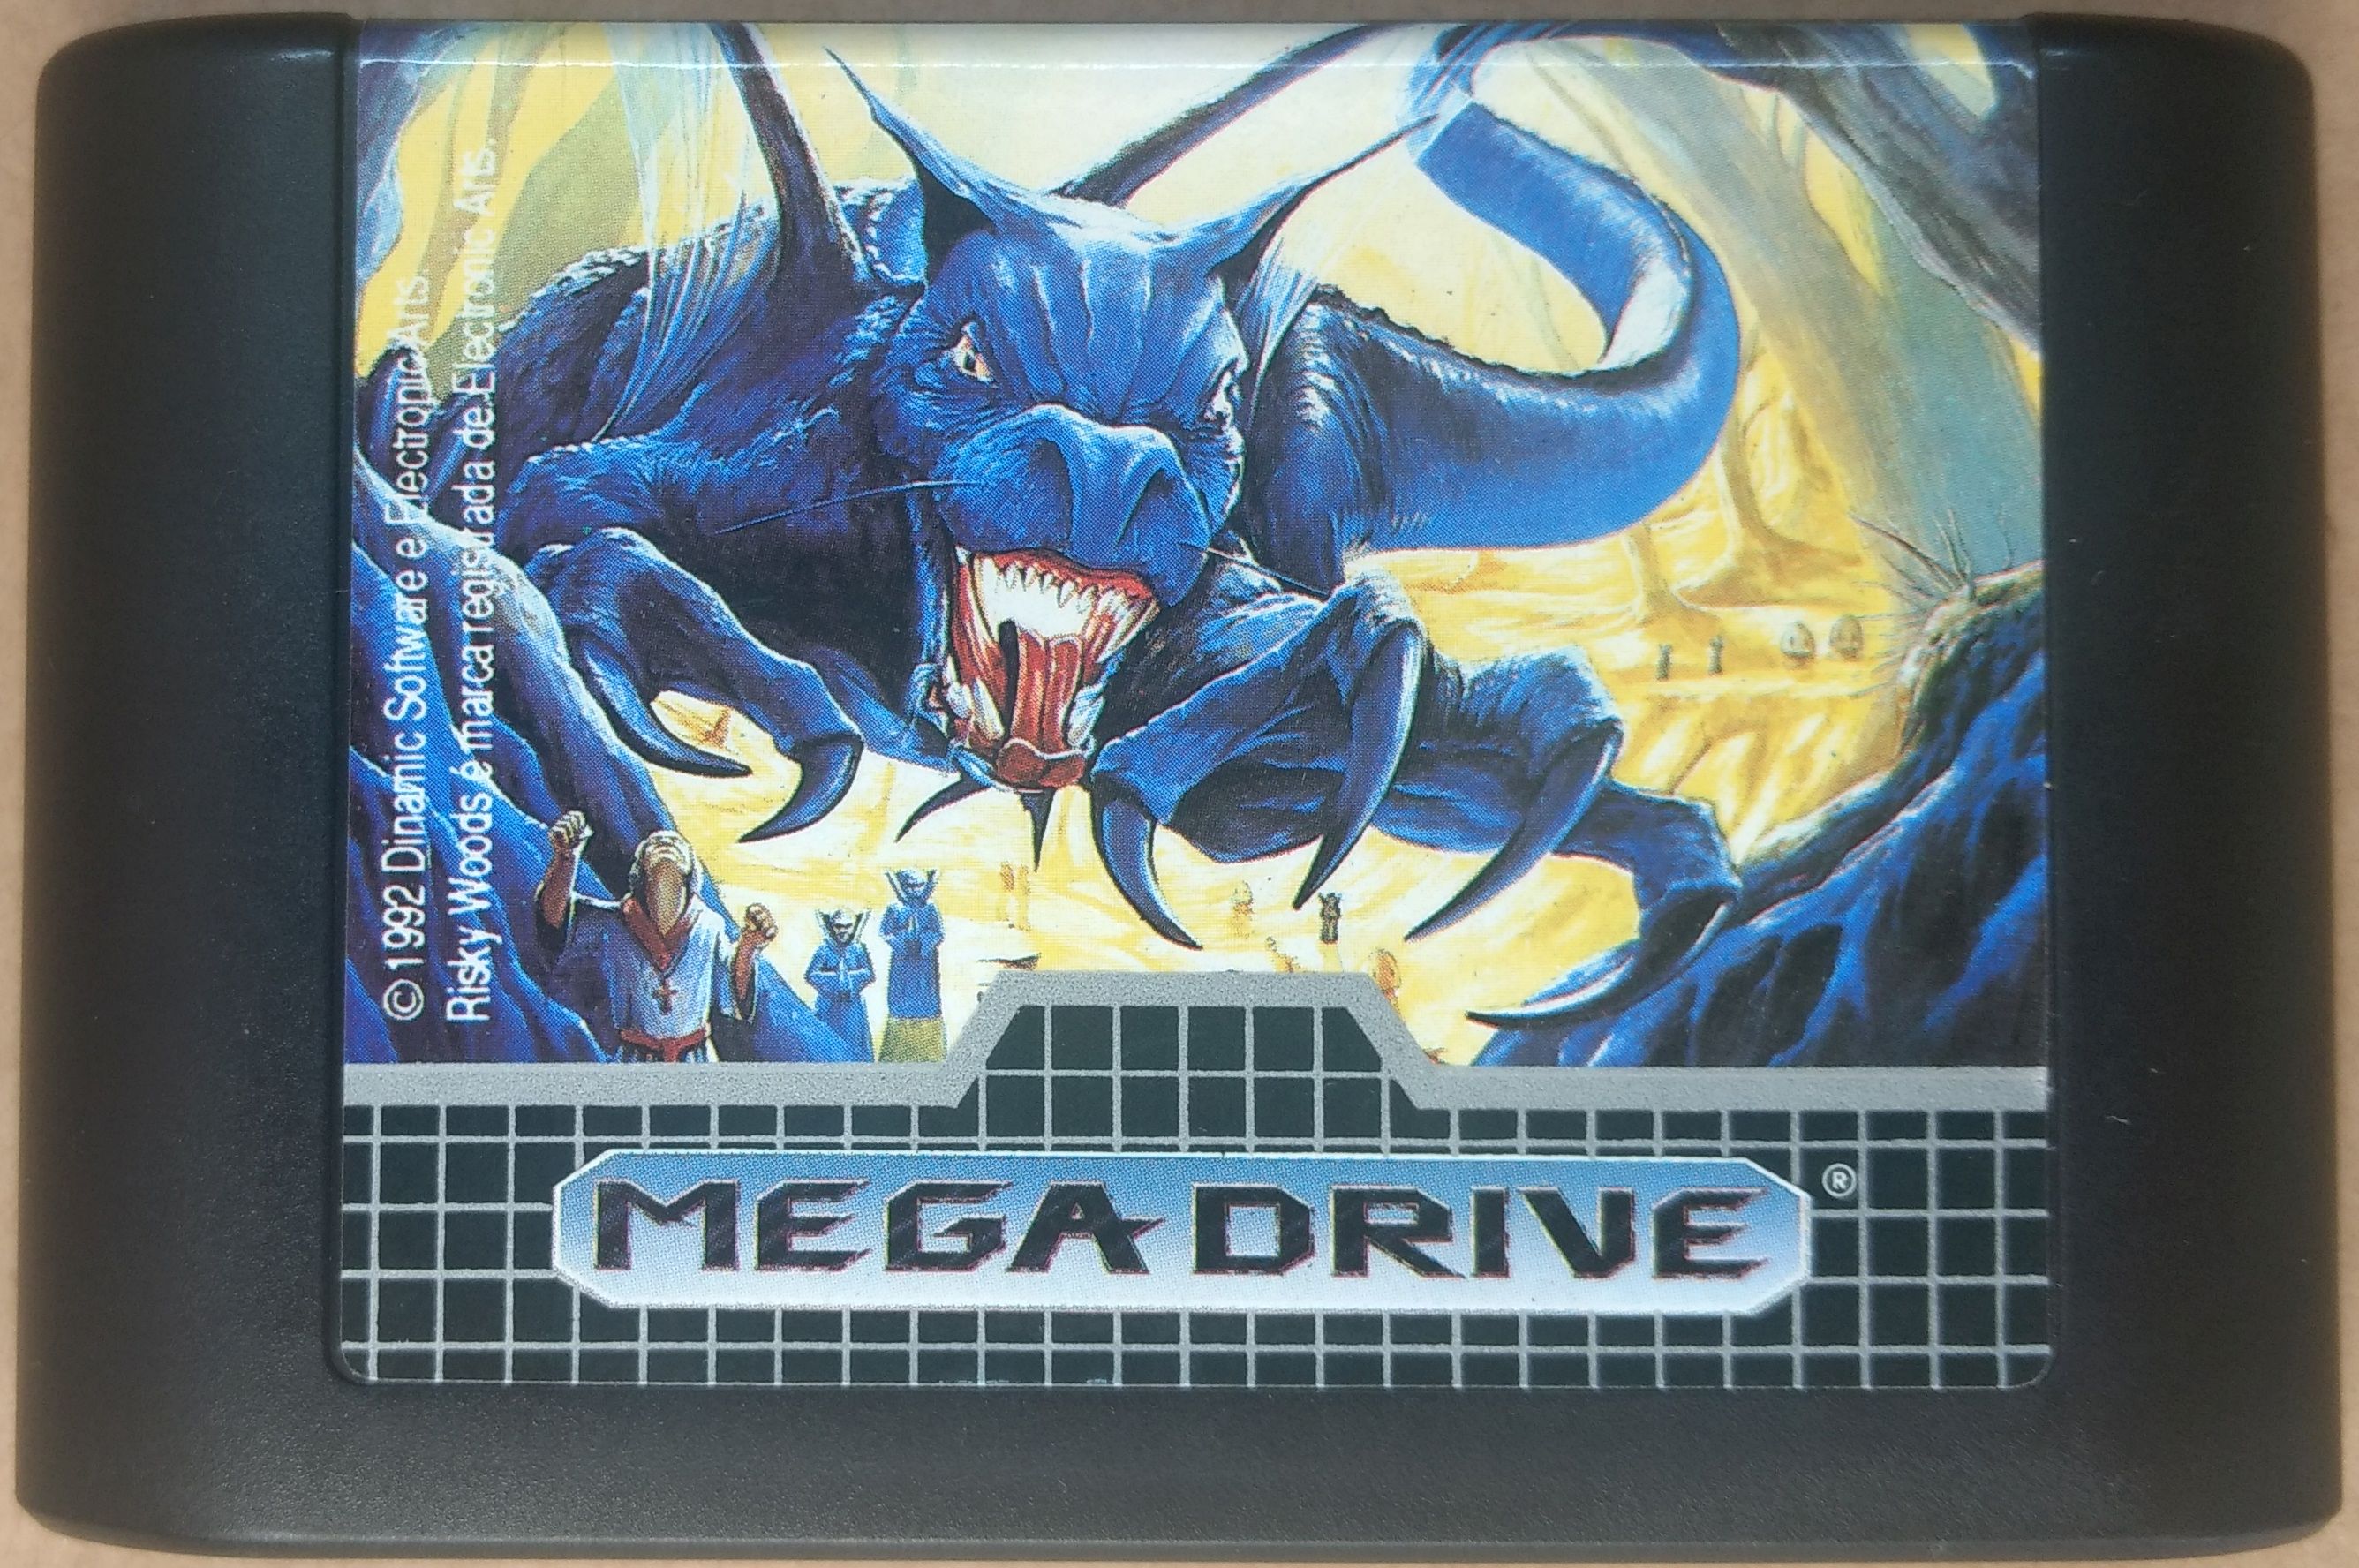 © 1992 Dinamic Software e Electronic Arts.
Risky Woods é marca registrada de Electronic Arts.
MEGA DRIVE ®